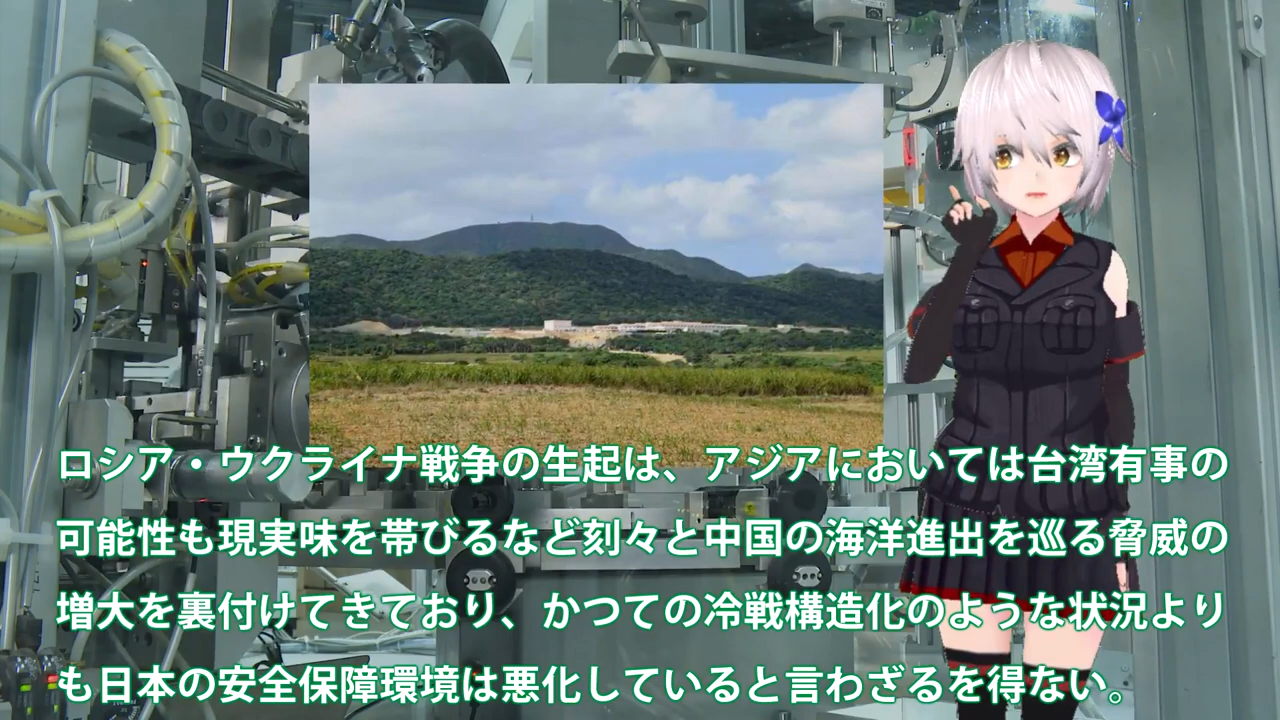 ロシア・ウクライナ戦争の生起は、アジアにおいては台湾有事の
可能性も現実味を帯びるなど刻々と中国の海洋進出を巡る脅威の
増大を裏付けてきており、かつての冷戦構造化のような状況より
も日本の安全保障環境は悪化していると言わざるを得ない。